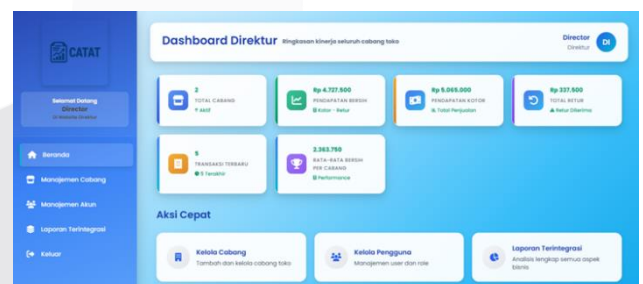 CATAT
Selamat Datang
Director
Di Website Direktur
Beranda
Manajemen Cabang
Manajemen Akun
Laporan Terintegrasi
Keluar
Dashboard Direktur Ringkasan kinerja seluruh cabang toko
Director
Direktur
DI
2
TOTAL CABANG
Aktif
Rp 4.727.500
PENDAPATAN BERSIH
Kotor - Retur
Rp 5.065.000
PENDAPATAN KOTOR
Total Penjualan
Rp 337.500
TOTAL RETUR
Retur Diterima
5
TRANSAKSI TERBARU
5 Terakhir
2.363.750
RATA-RATA BERSIH
PER CABANG
Performance
Aksi Cepat
Kelola Cabang
Tambah dan kelola cabang toko
Kelola Pengguna
Manajemen user dan role
Laporan Terintegrasi
Analisis lengkap semua aspek
bisnis